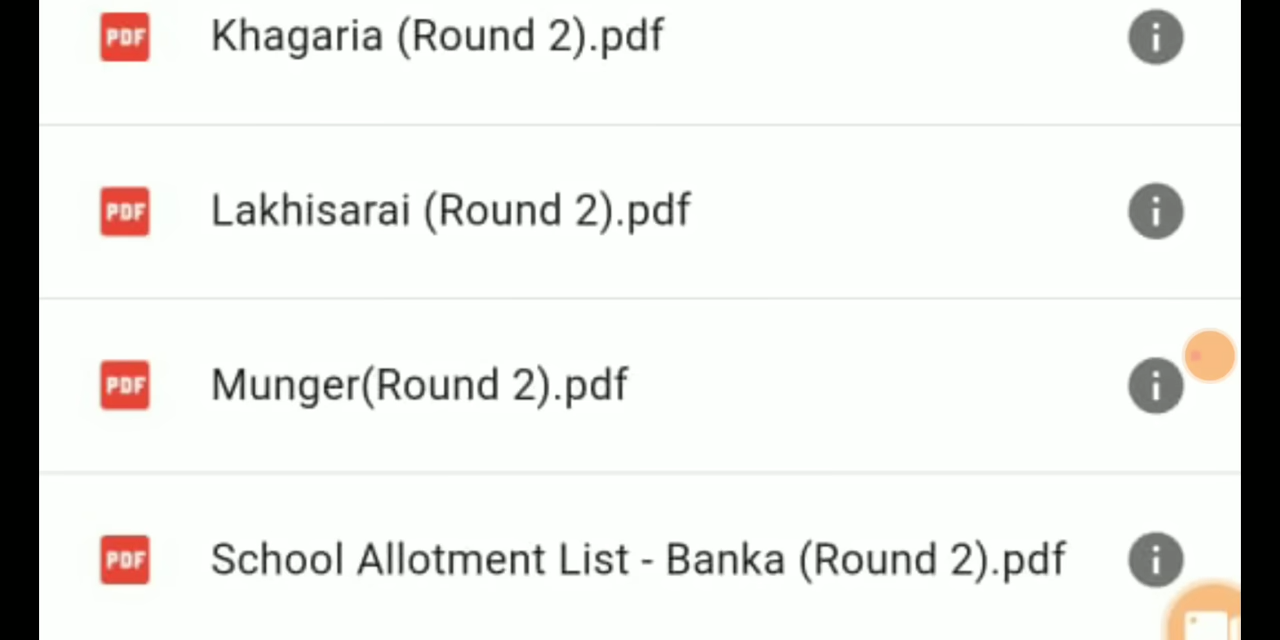 PDF Khagaria (Round 2).pdf i
PDF Lakhisarai (Round 2).pdf i
PDF Munger(Round 2).pdf i
PDF School Allotment List - Banka (Round 2).pdf i